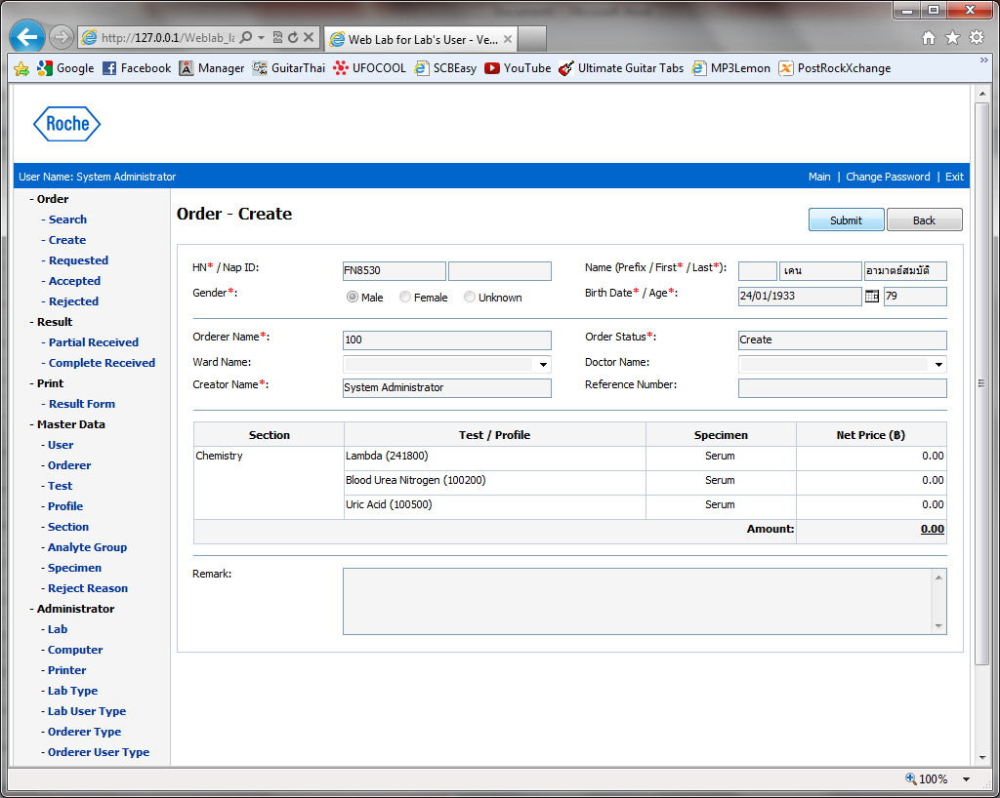 http://127.0.0.1/Weblab_la
Web Lab for Lab's User - Ve...
Google Facebook Manager GuitarThai UFOCOOL SCBEasy YouTube Ultimate Guitar Tabs MP3Lemon PostRockXchange
Roche
User Name: System Administrator Main | Change Password | Exit
- Order
- Search
- Create
- Requested
- Accepted
- Rejected
- Result
- Partial Received
- Complete Received
- Print
- Result Form
- Master Data
- User
- Orderer
- Test
- Profile
- Section
- Analyte Group
- Specimen
- Reject Reason
- Administrator
- Lab
- Computer
- Printer
- Lab Type
- Lab User Type
- Orderer Type
- Orderer User Type
Order - Create
Submit Back
HN* / Nap ID: FN8530 Name (Prefix / First* / Last*): เคน อามาตย์สมบัติ
Gender*: Male Female Unknown Birth Date* / Age*: 24/01/1933 79
Orderer Name*: 100 Order Status*: Create
Ward Name: Doctor Name:
Creator Name*: System Administrator Reference Number:
Section Test / Profile Specimen Net Price (฿)
Chemistry Lambda (241800) Serum 0.00
Blood Urea Nitrogen (100200) Serum 0.00
Uric Acid (100500) Serum 0.00
Amount: 0.00
Remark:
100%